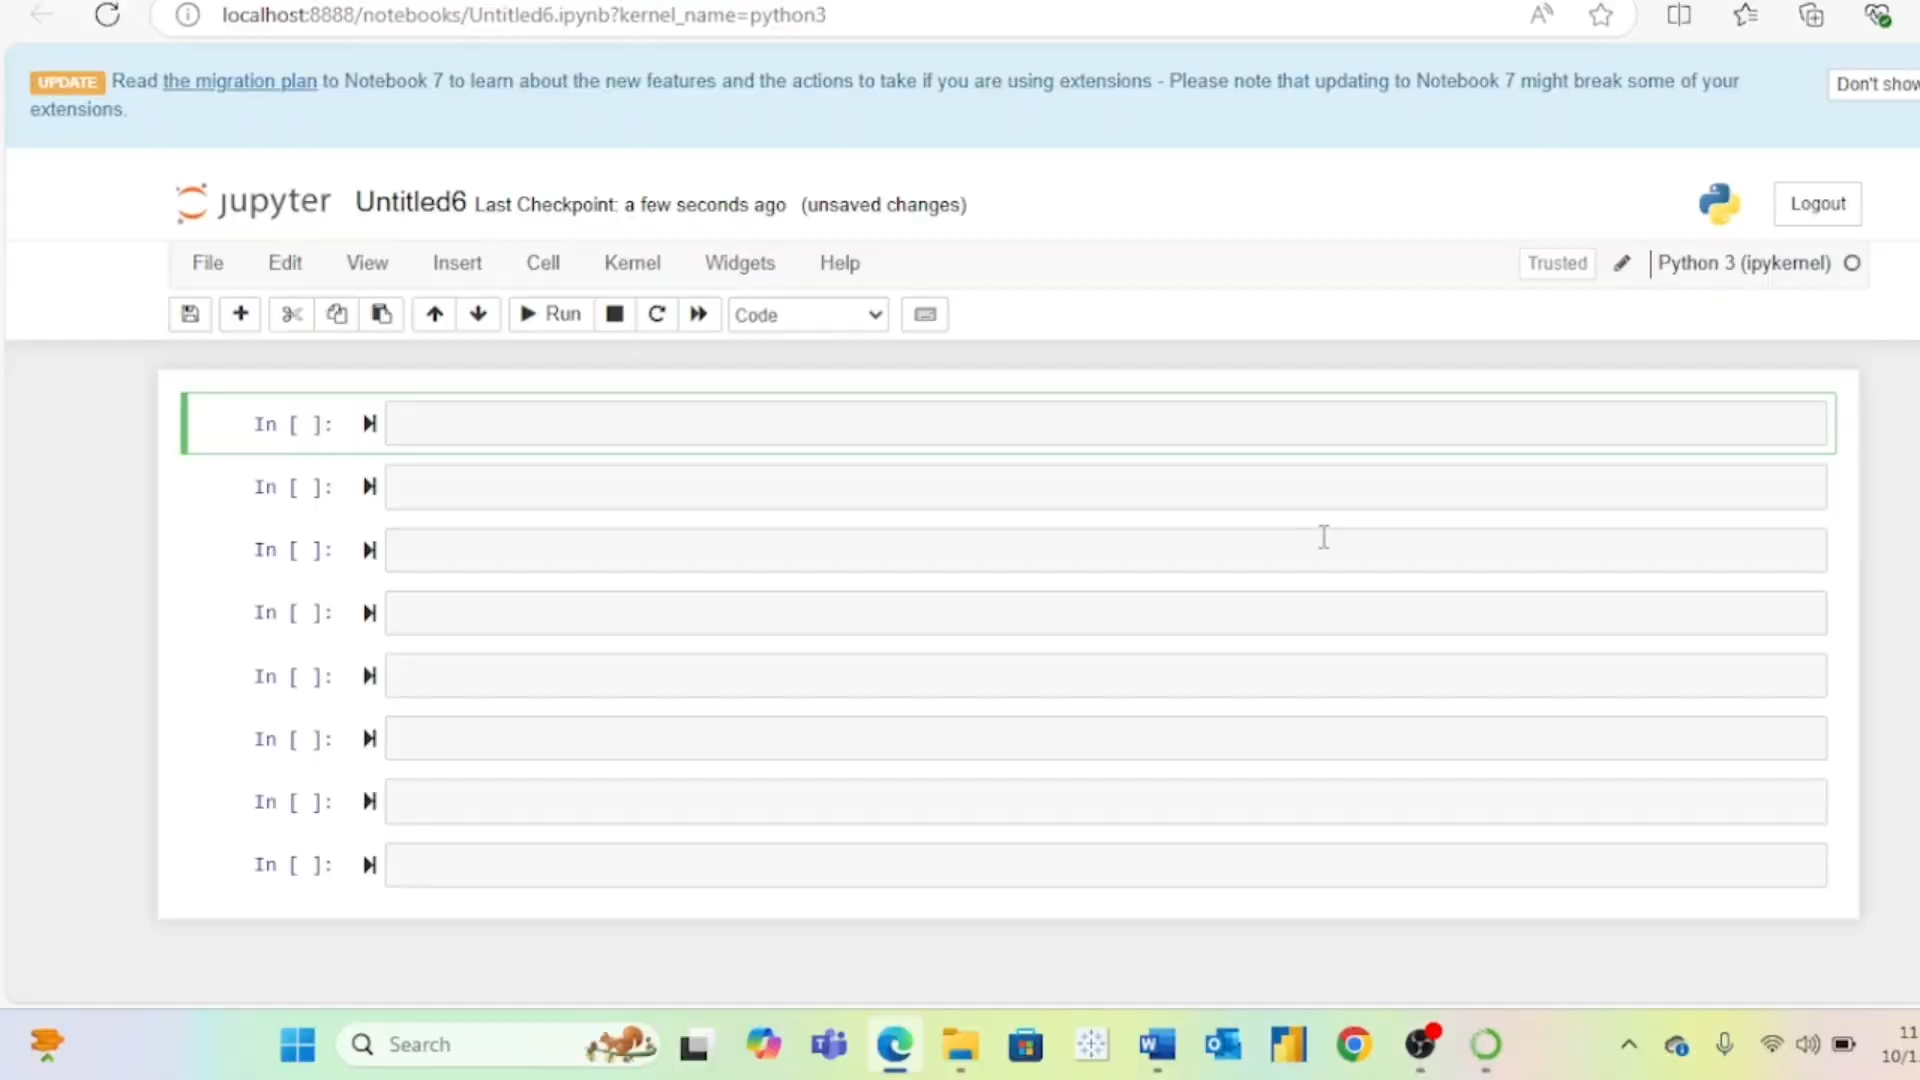 localhost:8888/notebooks/Untitled6.ipynb?kernel_name=python3
UPDATE Read the migration plan to Notebook 7 to learn about the new features and the actions to take if you are using extensions - Please note that updating to Notebook 7 might break some of your
extensions.
Don't show
jupyter Untitled6 Last Checkpoint: a few seconds ago (unsaved changes)
Logout
File Edit View Insert Cell Kernel Widgets Help
Trusted Python 3 (ipykernel)
Run Code
In [ ]:
In [ ]:
In [ ]:
In [ ]:
In [ ]:
In [ ]:
In [ ]:
In [ ]:
Search
11
10/1